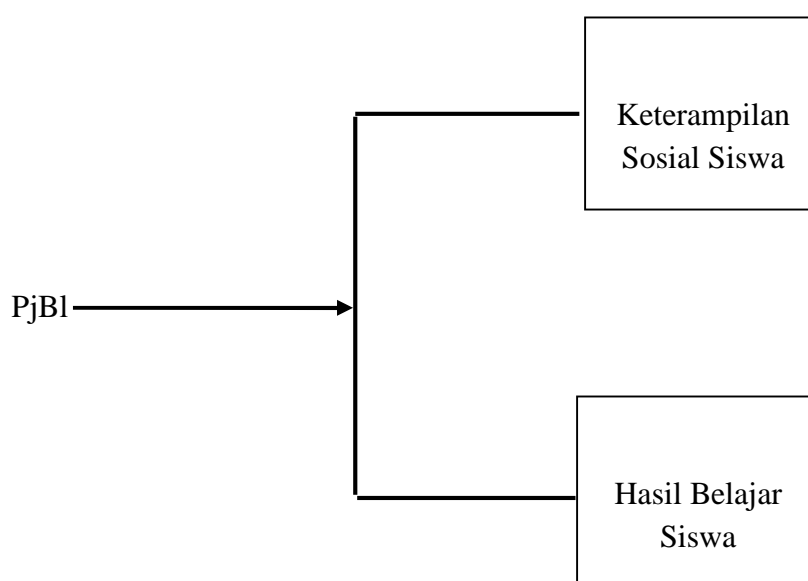 Keterampilan
Sosial Siswa
PjBl
Hasil Belajar
Siswa